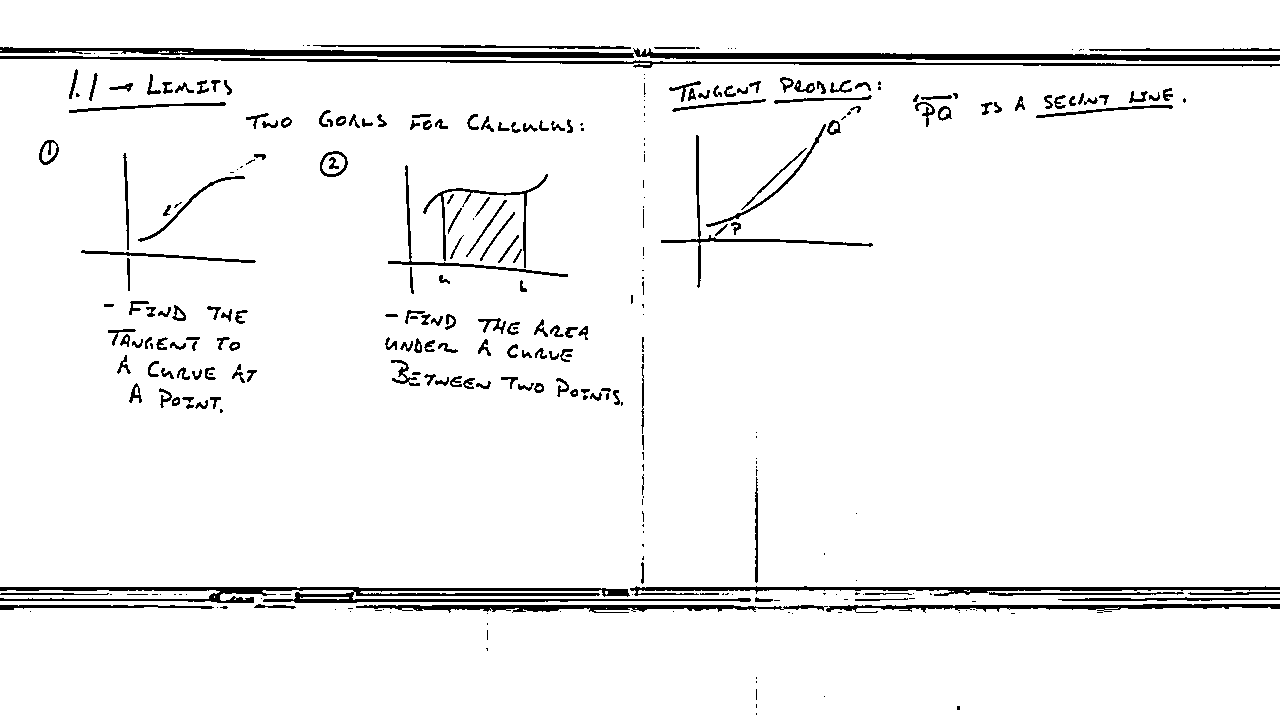 1.1 → LIMITS
TWO GOALS FOR CALCULUS:
①
②
a
b
- FIND THE
TANGENT TO
A CURVE AT
A POINT.
- FIND THE AREA
UNDER A CURVE
BETWEEN TWO POINTS.
TANGENT PROBLEM:
Q
P
PQ IS A SECANT LINE.